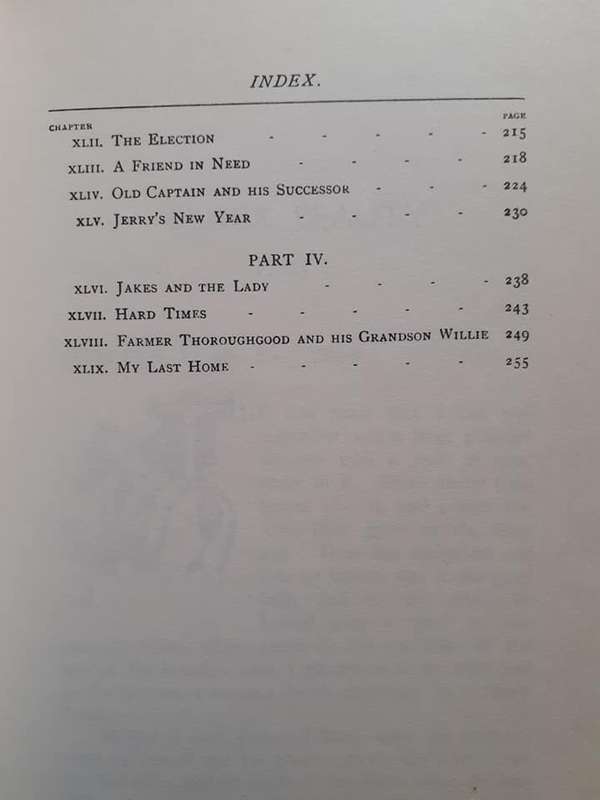 INDEX.
CHAPTER PAGE
XLII. THE ELECTION - - - - - 215
XLIII. A FRIEND IN NEED - - - - 218
XLIV. OLD CAPTAIN AND HIS SUCCESSOR - - - 224
XLV. JERRY'S NEW YEAR - - - - 230
PART IV.
XLVI. JAKES AND THE LADY - - - - 238
XLVII. HARD TIMES - - - - - 243
XLVIII. FARMER THOROUGHGOOD AND HIS GRANDSON WILLIE 249
XLIX. MY LAST HOME - - - - - 255